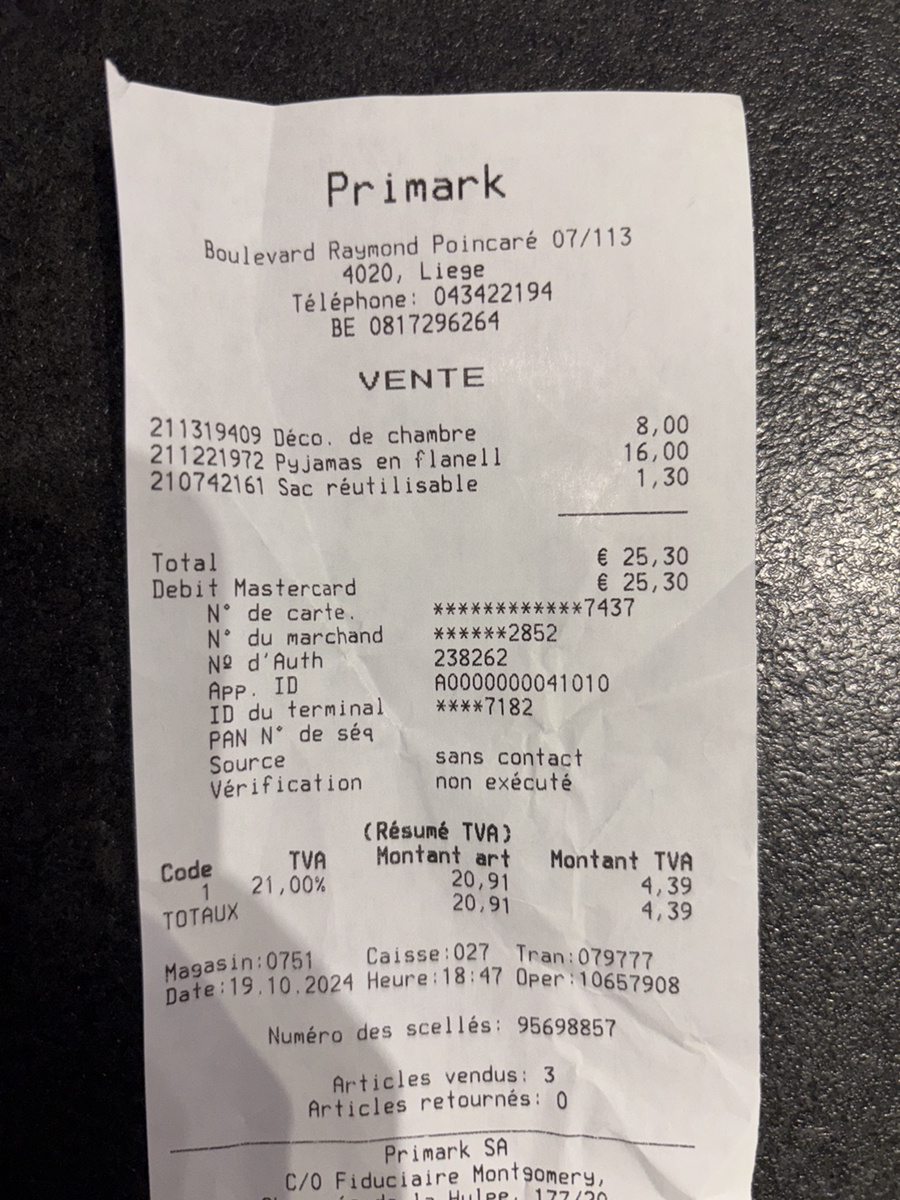 Primark
Boulevard Raymond Poincaré 07/113
4020, Liege
Téléphone: 043422194
BE 0817296264
VENTE
211319409 Déco. de chambre 8,00
211221972 Pyjamas en flanell 16,00
210742161 Sac réutilisable 1,30
Total € 25,30
Debit Mastercard € 25,30
N° de carte. ************7437
N° du marchand ******2852
Nº d'Auth 238262
App. ID A0000000041010
ID du terminal ****7182
PAN N° de séq
Source sans contact
Vérification non exécuté
(Résumé TVA)
Code TVA Montant art Montant TVA
1 21,00% 20,91 4,39
TOTAUX 20,91 4,39
Magasin:0751 Caisse:027 Tran:079777
Date:19.10.2024 Heure:18:47 Oper:10657908
Numéro des scellés: 95698857
Articles vendus: 3
Articles retournés: 0
Primark SA
C/O Fiduciaire Montgomery,
de la Hulpe, 177/20